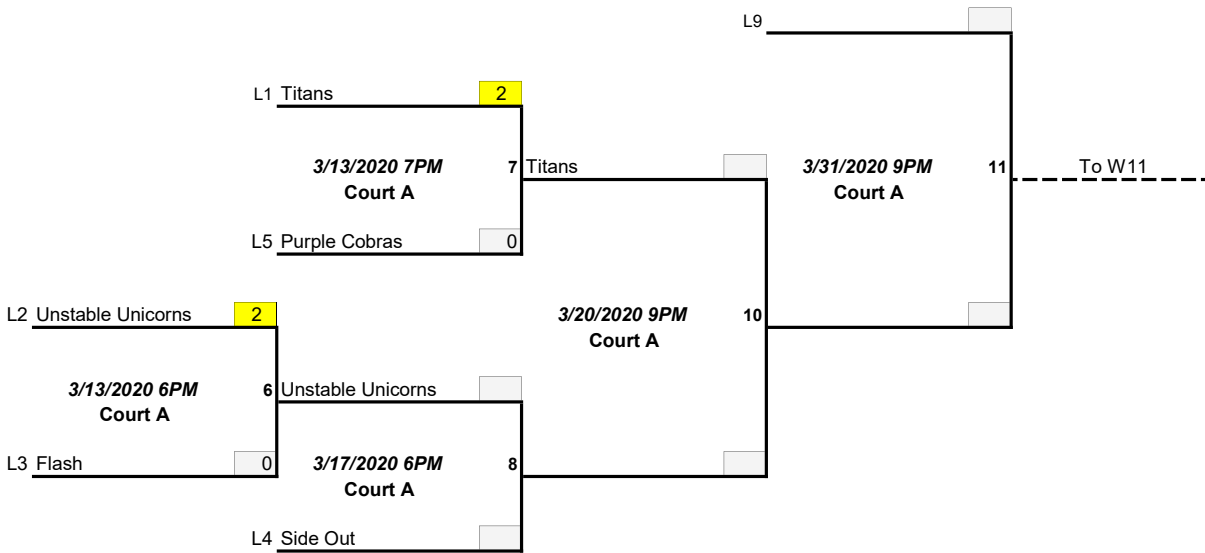 L9
L1 Titans 2
3/13/2020 7PM 7 Titans
Court A
3/31/2020 9PM 11 To W11
Court A
L5 Purple Cobras 0
L2 Unstable Unicorns 2
3/20/2020 9PM 10
Court A
3/13/2020 6PM 6 Unstable Unicorns
Court A
L3 Flash 0
3/17/2020 6PM 8
Court A
L4 Side Out